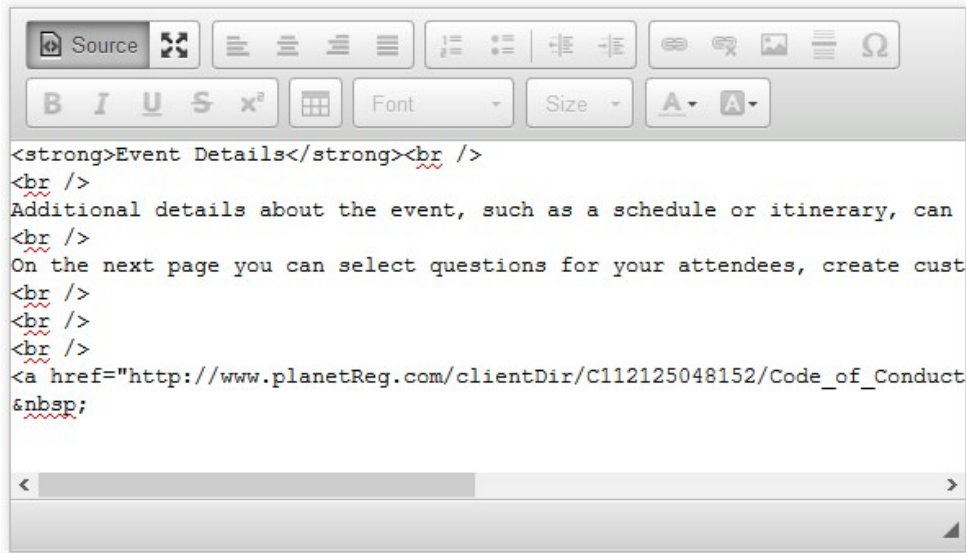 Source
B I U S x² Font Size A A
<strong>Event Details</strong><br />
<br />
Additional details about the event, such as a schedule or itinerary, can
<br />
On the next page you can select questions for your attendees, create cust
<br />
<br />
<br />
<a href="http://www.planetReg.com/clientDir/C112125048152/Code_of_Conduct
&nbsp;